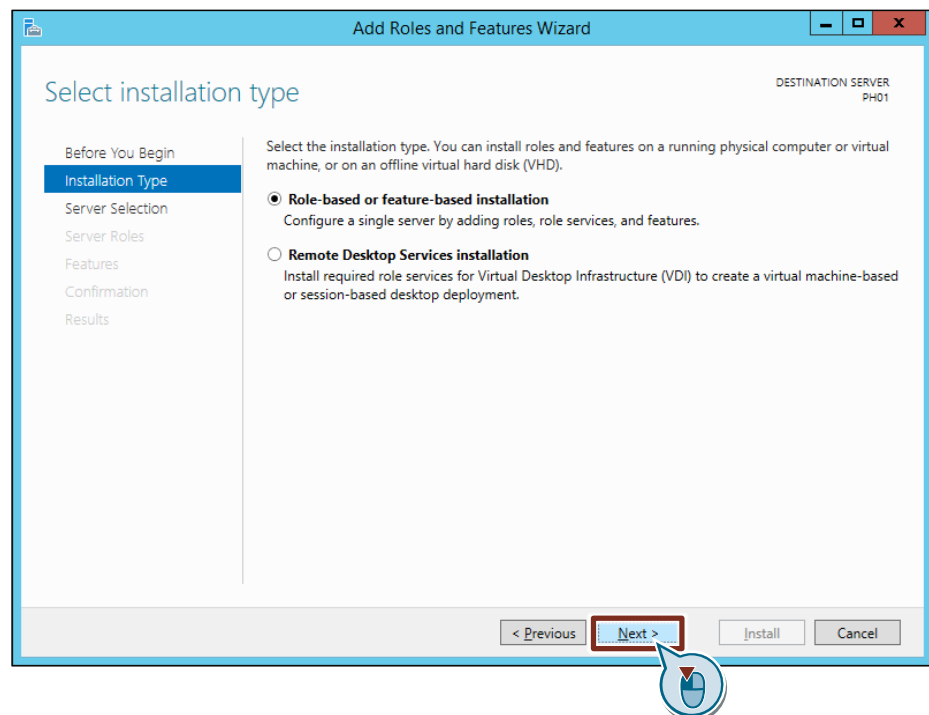 Add Roles and Features Wizard
Select installation type
DESTINATION SERVER
PH01
Before You Begin
Installation Type
Server Selection
Server Roles
Features
Confirmation
Results
Select the installation type. You can install roles and features on a running physical computer or virtual
machine, or on an offline virtual hard disk (VHD).
Role-based or feature-based installation
Configure a single server by adding roles, role services, and features.
Remote Desktop Services installation
Install required role services for Virtual Desktop Infrastructure (VDI) to create a virtual machine-based
or session-based desktop deployment.
< Previous
Next >
Install
Cancel